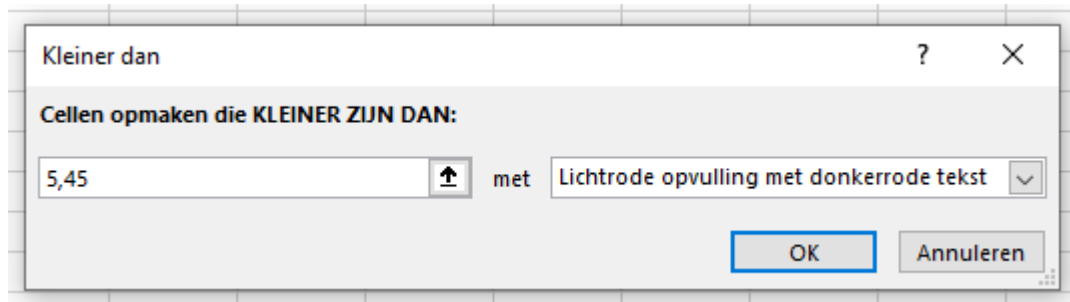 Kleiner dan ?
Cellen opmaken die KLEINER ZIJN DAN:
5,45 met Lichtrode opvulling met donkerrode tekst
OK Annuleren